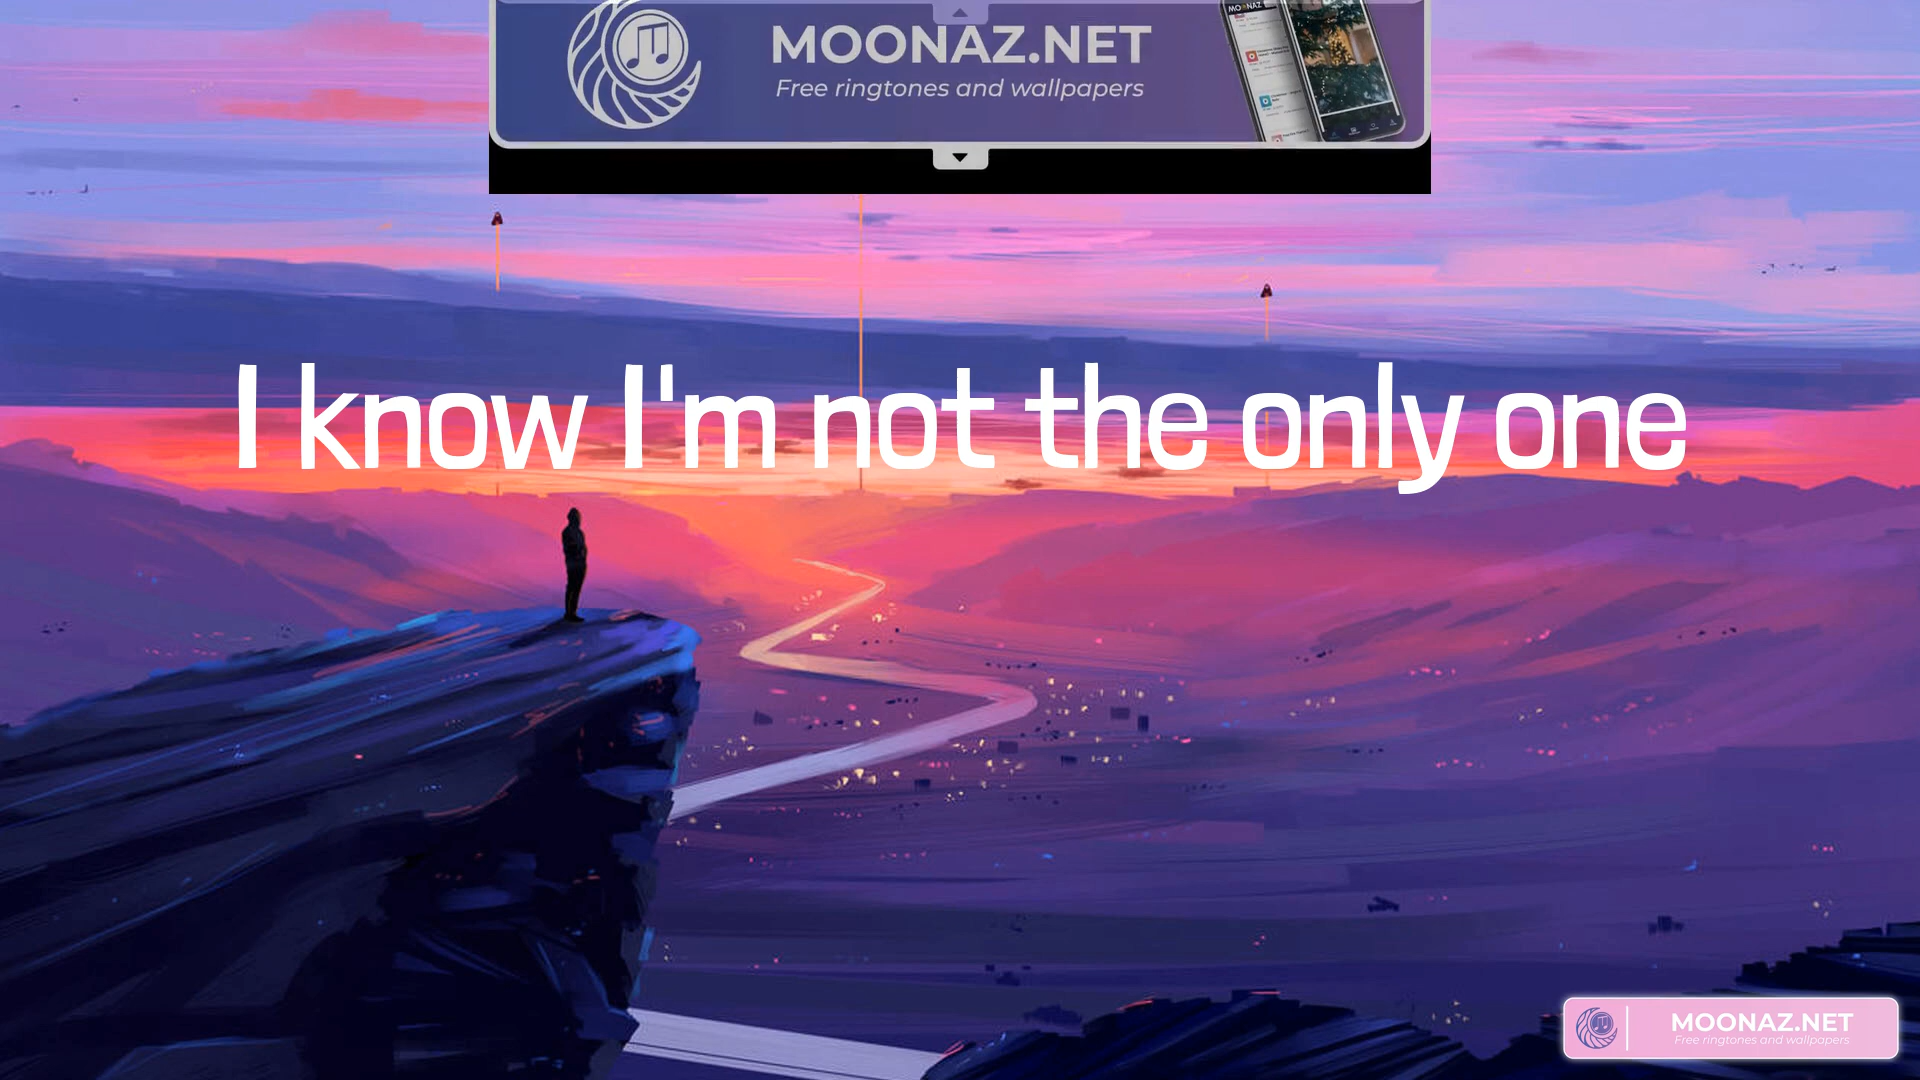 MOONAZ.NET
Free ringtones and wallpapers
I know I'm not the only one
MOONAZ.NET
Free ringtones and wallpapers